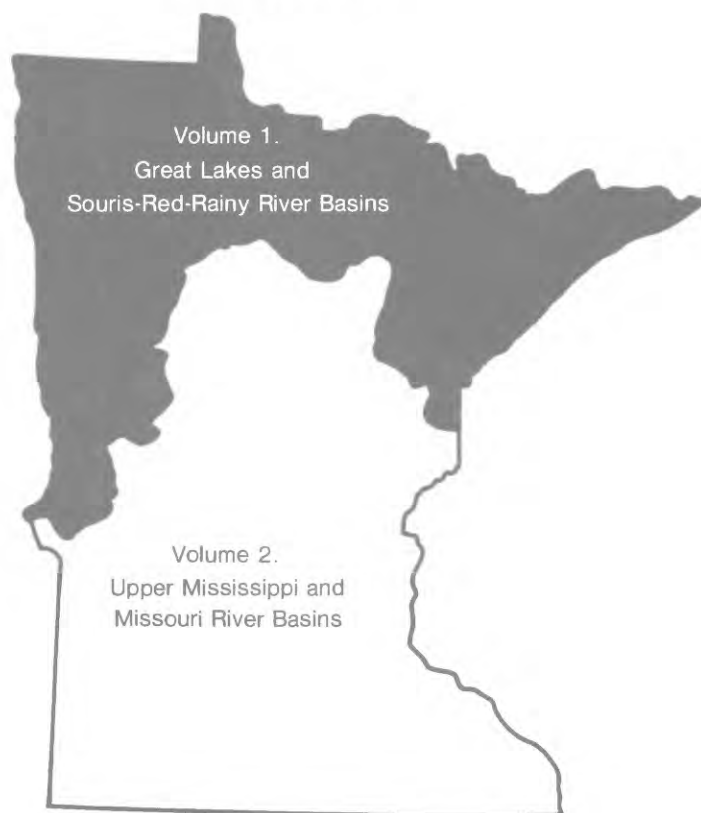 Volume 1.
Great Lakes and
Souris-Red-Rainy River Basins
Volume 2.
Upper Mississippi and
Missouri River Basins